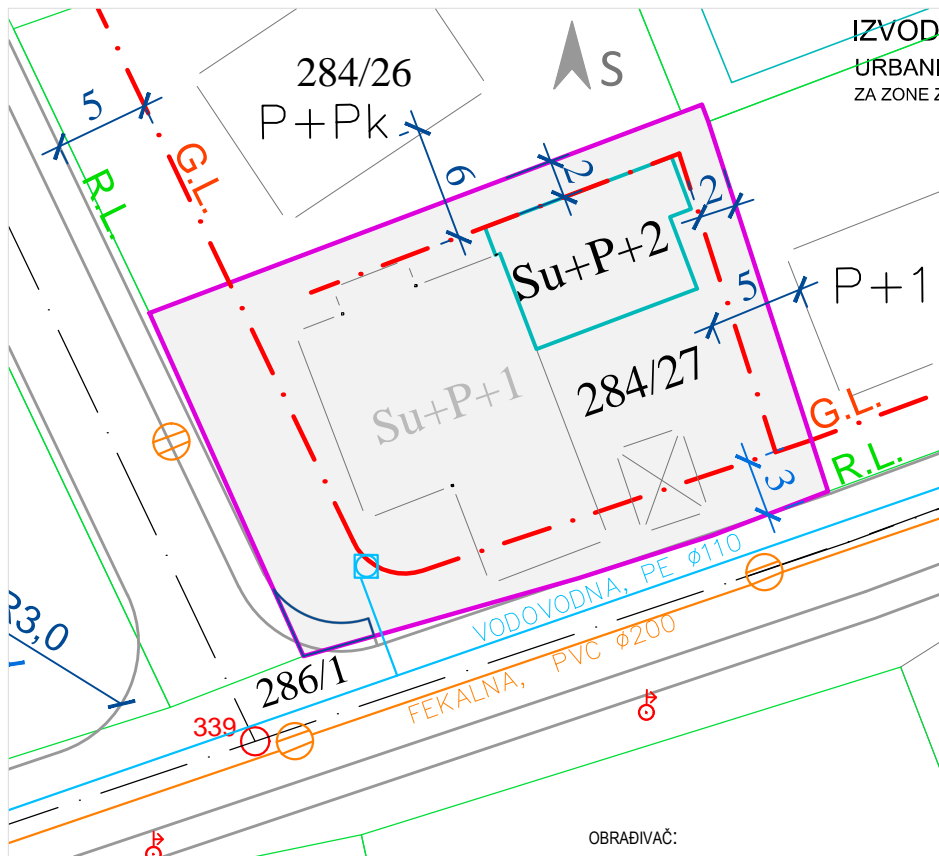 IZVOD
URBANI
ZA ZONE Z
284/26
P+Pk
S
5
G.L.
R.L.
6
2
2
Su+P+2
5
P+1
284/27
Su+P+1
G.L.
R.L.
3
VODOVODNA, PE ø110
FEKALNA, PVC ø200
R3,0
286/1
339
OBRAĐIVAČ: